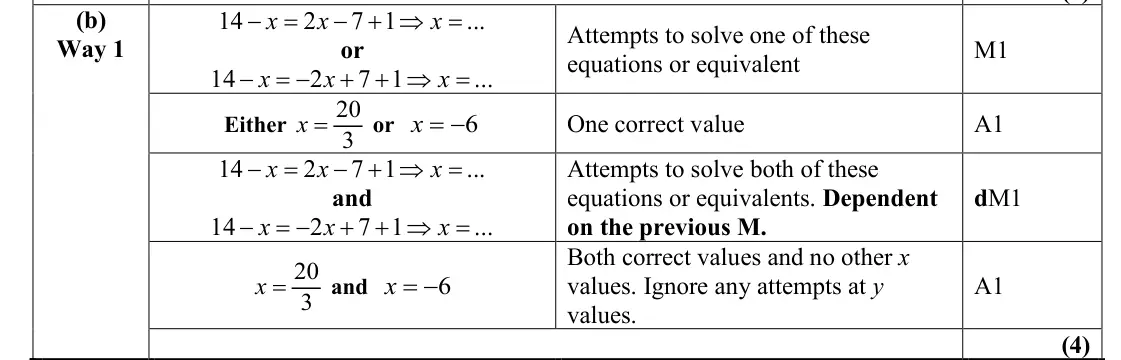 (b)
Way 1
14 − x = 2x − 7 + 1 ⇒ x = ...
or
14 − x = −2x + 7 + 1 ⇒ x = ...
Attempts to solve one of these
equations or equivalent
M1
Either x = 20/3 or x = −6
One correct value
A1
14 − x = 2x − 7 + 1 ⇒ x = ...
and
14 − x = −2x + 7 + 1 ⇒ x = ...
Attempts to solve both of these
equations or equivalents. Dependent
on the previous M.
dM1
x = 20/3 and x = −6
Both correct values and no other x
values. Ignore any attempts at y
values.
A1
(4)